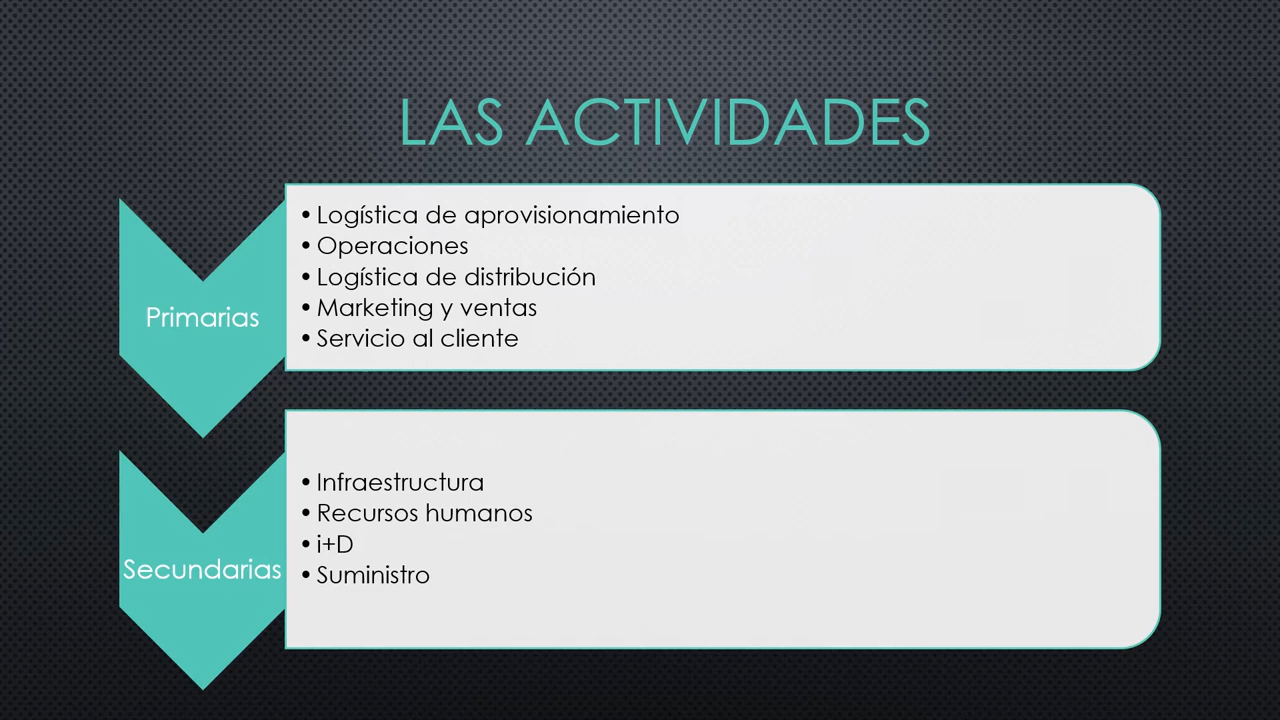 LAS ACTIVIDADES
Primarias
• Logística de aprovisionamiento
• Operaciones
• Logística de distribución
• Marketing y ventas
• Servicio al cliente
Secundarias
• Infraestructura
• Recursos humanos
• i+D
• Suministro